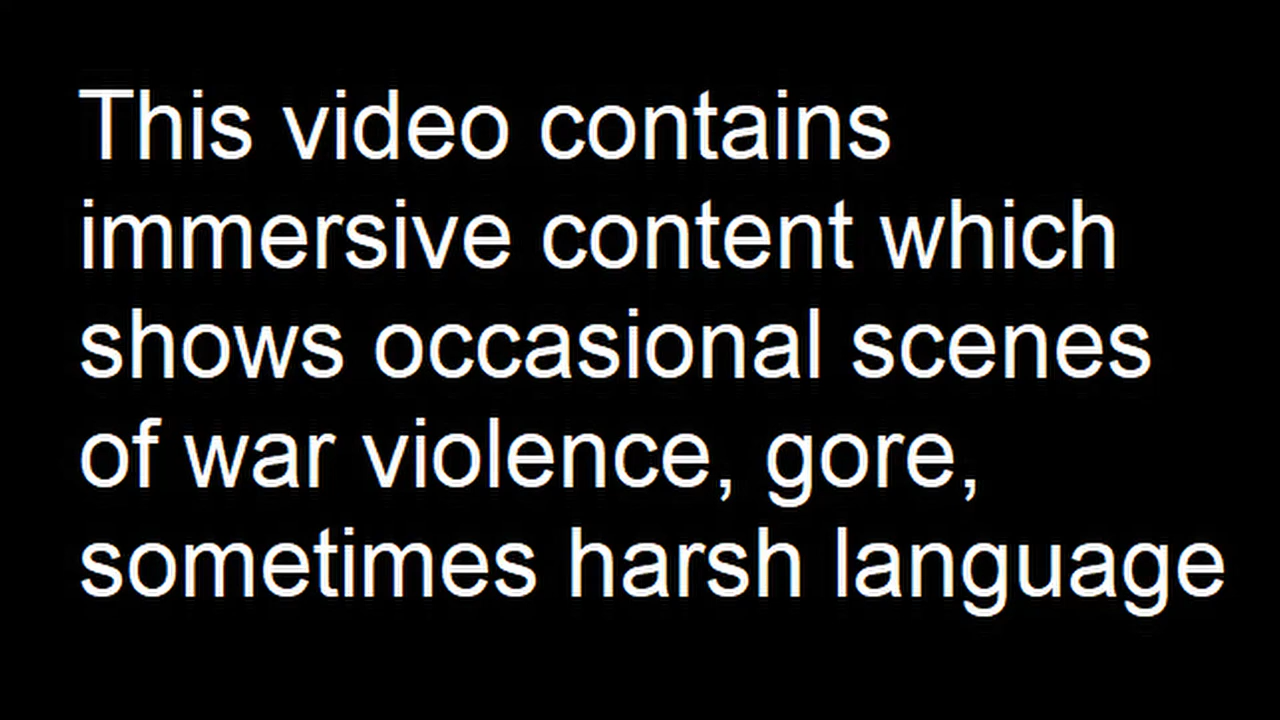 This video contains
immersive content which
shows occasional scenes
of war violence, gore,
sometimes harsh language